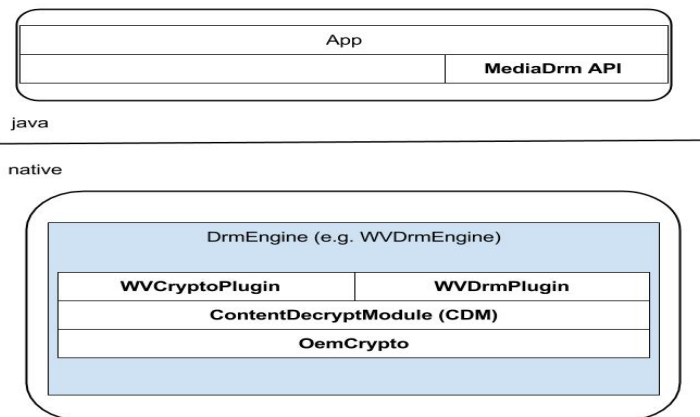 App
MediaDrm API
java
native
DrmEngine (e.g. WVDrmEngine)
WVCryptoPlugin WVDrmPlugin
ContentDecryptModule (CDM)
OemCrypto